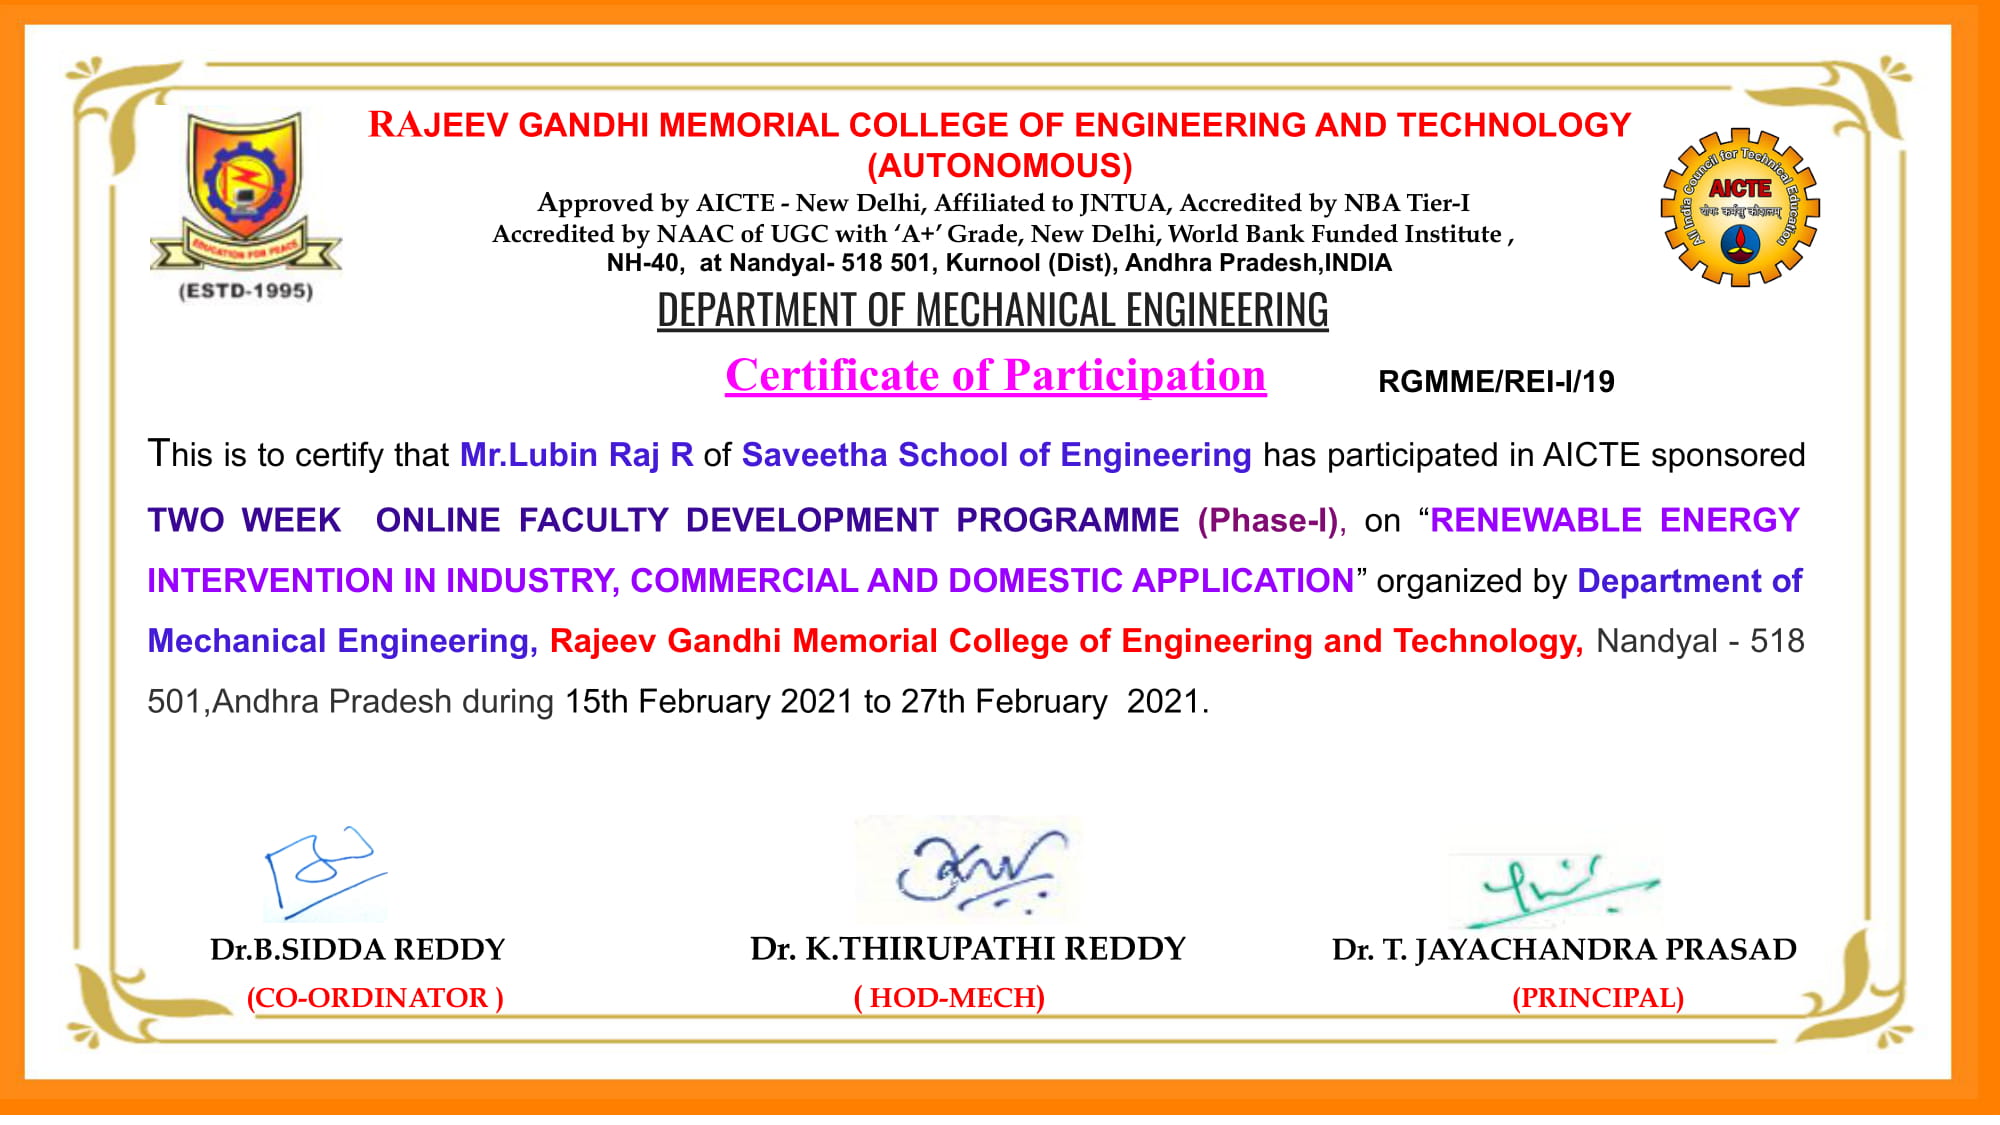 RAJEEV GANDHI MEMORIAL COLLEGE OF ENGINEERING AND TECHNOLOGY
(AUTONOMOUS)
Approved by AICTE - New Delhi, Affiliated to JNTUA, Accredited by NBA Tier-I
Accredited by NAAC of UGC with ‘A+’ Grade, New Delhi, World Bank Funded Institute ,
NH-40, at Nandyal- 518 501, Kurnool (Dist), Andhra Pradesh,INDIA
EDUCATION FOR PEACE
(ESTD-1995)
All India Council for Technical Education
AICTE
योगः कर्मसु कौशलम्
DEPARTMENT OF MECHANICAL ENGINEERING
Certificate of Participation RGMME/REI-I/19
This is to certify that Mr.Lubin Raj R of Saveetha School of Engineering has participated in AICTE sponsored
TWO WEEK ONLINE FACULTY DEVELOPMENT PROGRAMME (Phase-I), on “RENEWABLE ENERGY
INTERVENTION IN INDUSTRY, COMMERCIAL AND DOMESTIC APPLICATION” organized by Department of
Mechanical Engineering, Rajeev Gandhi Memorial College of Engineering and Technology, Nandyal - 518
501,Andhra Pradesh during 15th February 2021 to 27th February 2021.
Dr.B.SIDDA REDDY Dr. K.THIRUPATHI REDDY Dr. T. JAYACHANDRA PRASAD
(CO-ORDINATOR ) ( HOD-MECH) (PRINCIPAL)